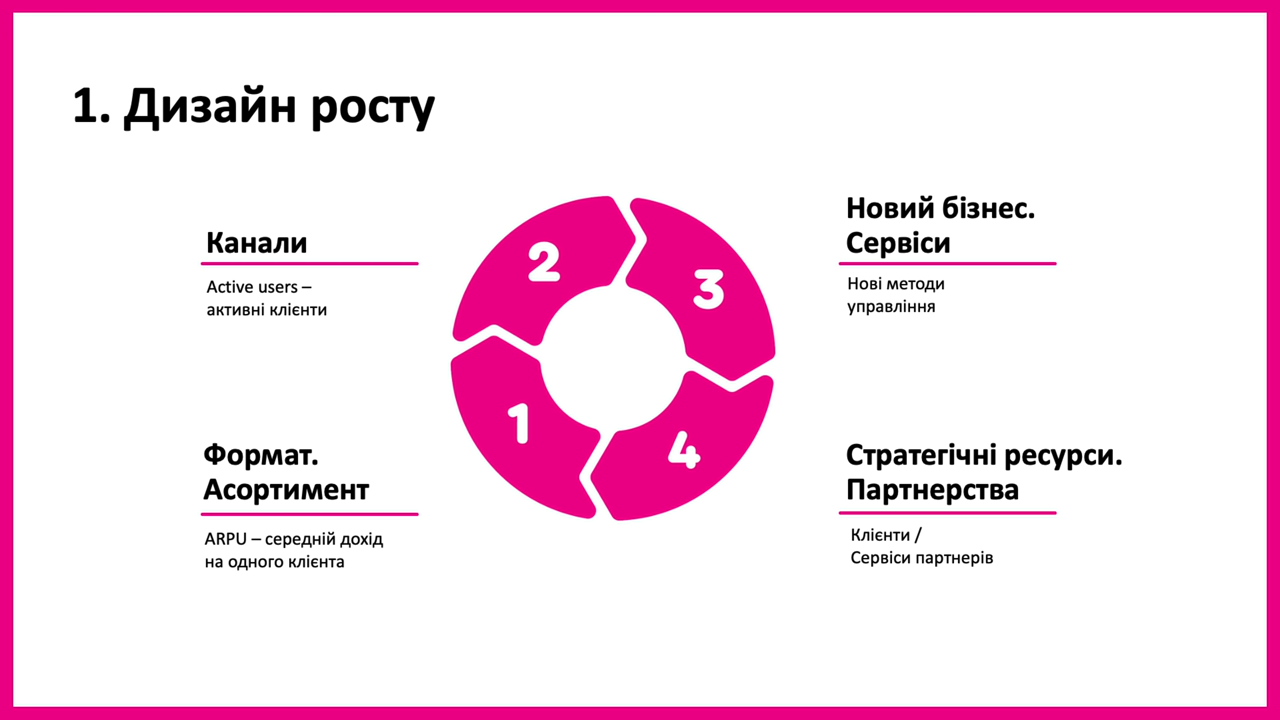 1. Дизайн росту
Канали
Active users –
активні клієнти
Новий бізнес.
Сервіси
Нові методи
управління
2
3
1
4
Формат.
Асортимент
ARPU – середній дохід
на одного клієнта
Стратегічні ресурси.
Партнерства
Клієнти /
Сервіси партнерів